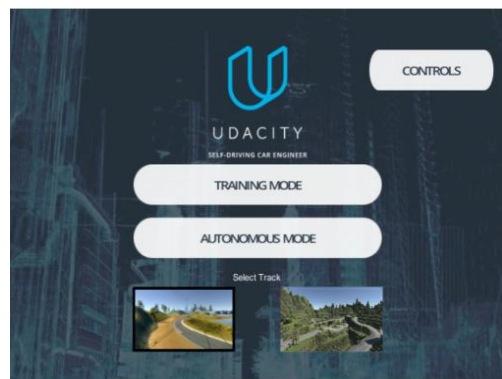 CONTROLS
UDACITY
SELF-DRIVING CAR ENGINEER
TRAINING MODE
AUTONOMOUS MODE
Select Track